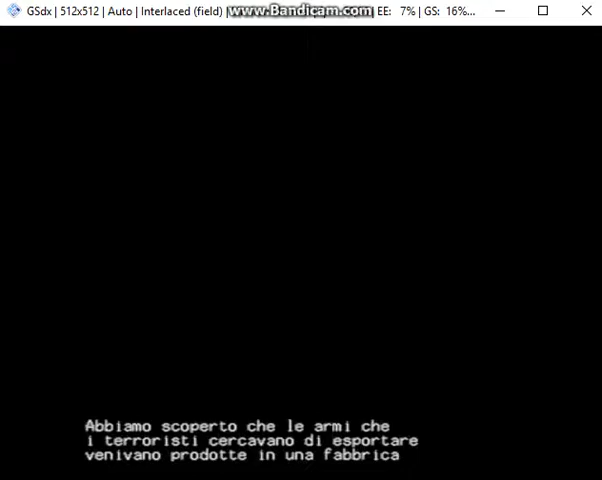 GSdx | 512x512 | Auto | Interlaced (field) | www.Bandicam.com | EE: 7% | GS: 16%...
Abbiamo scoperto che le armi che
i terroristi cercavano di esportare
venivano prodotte in una fabbrica